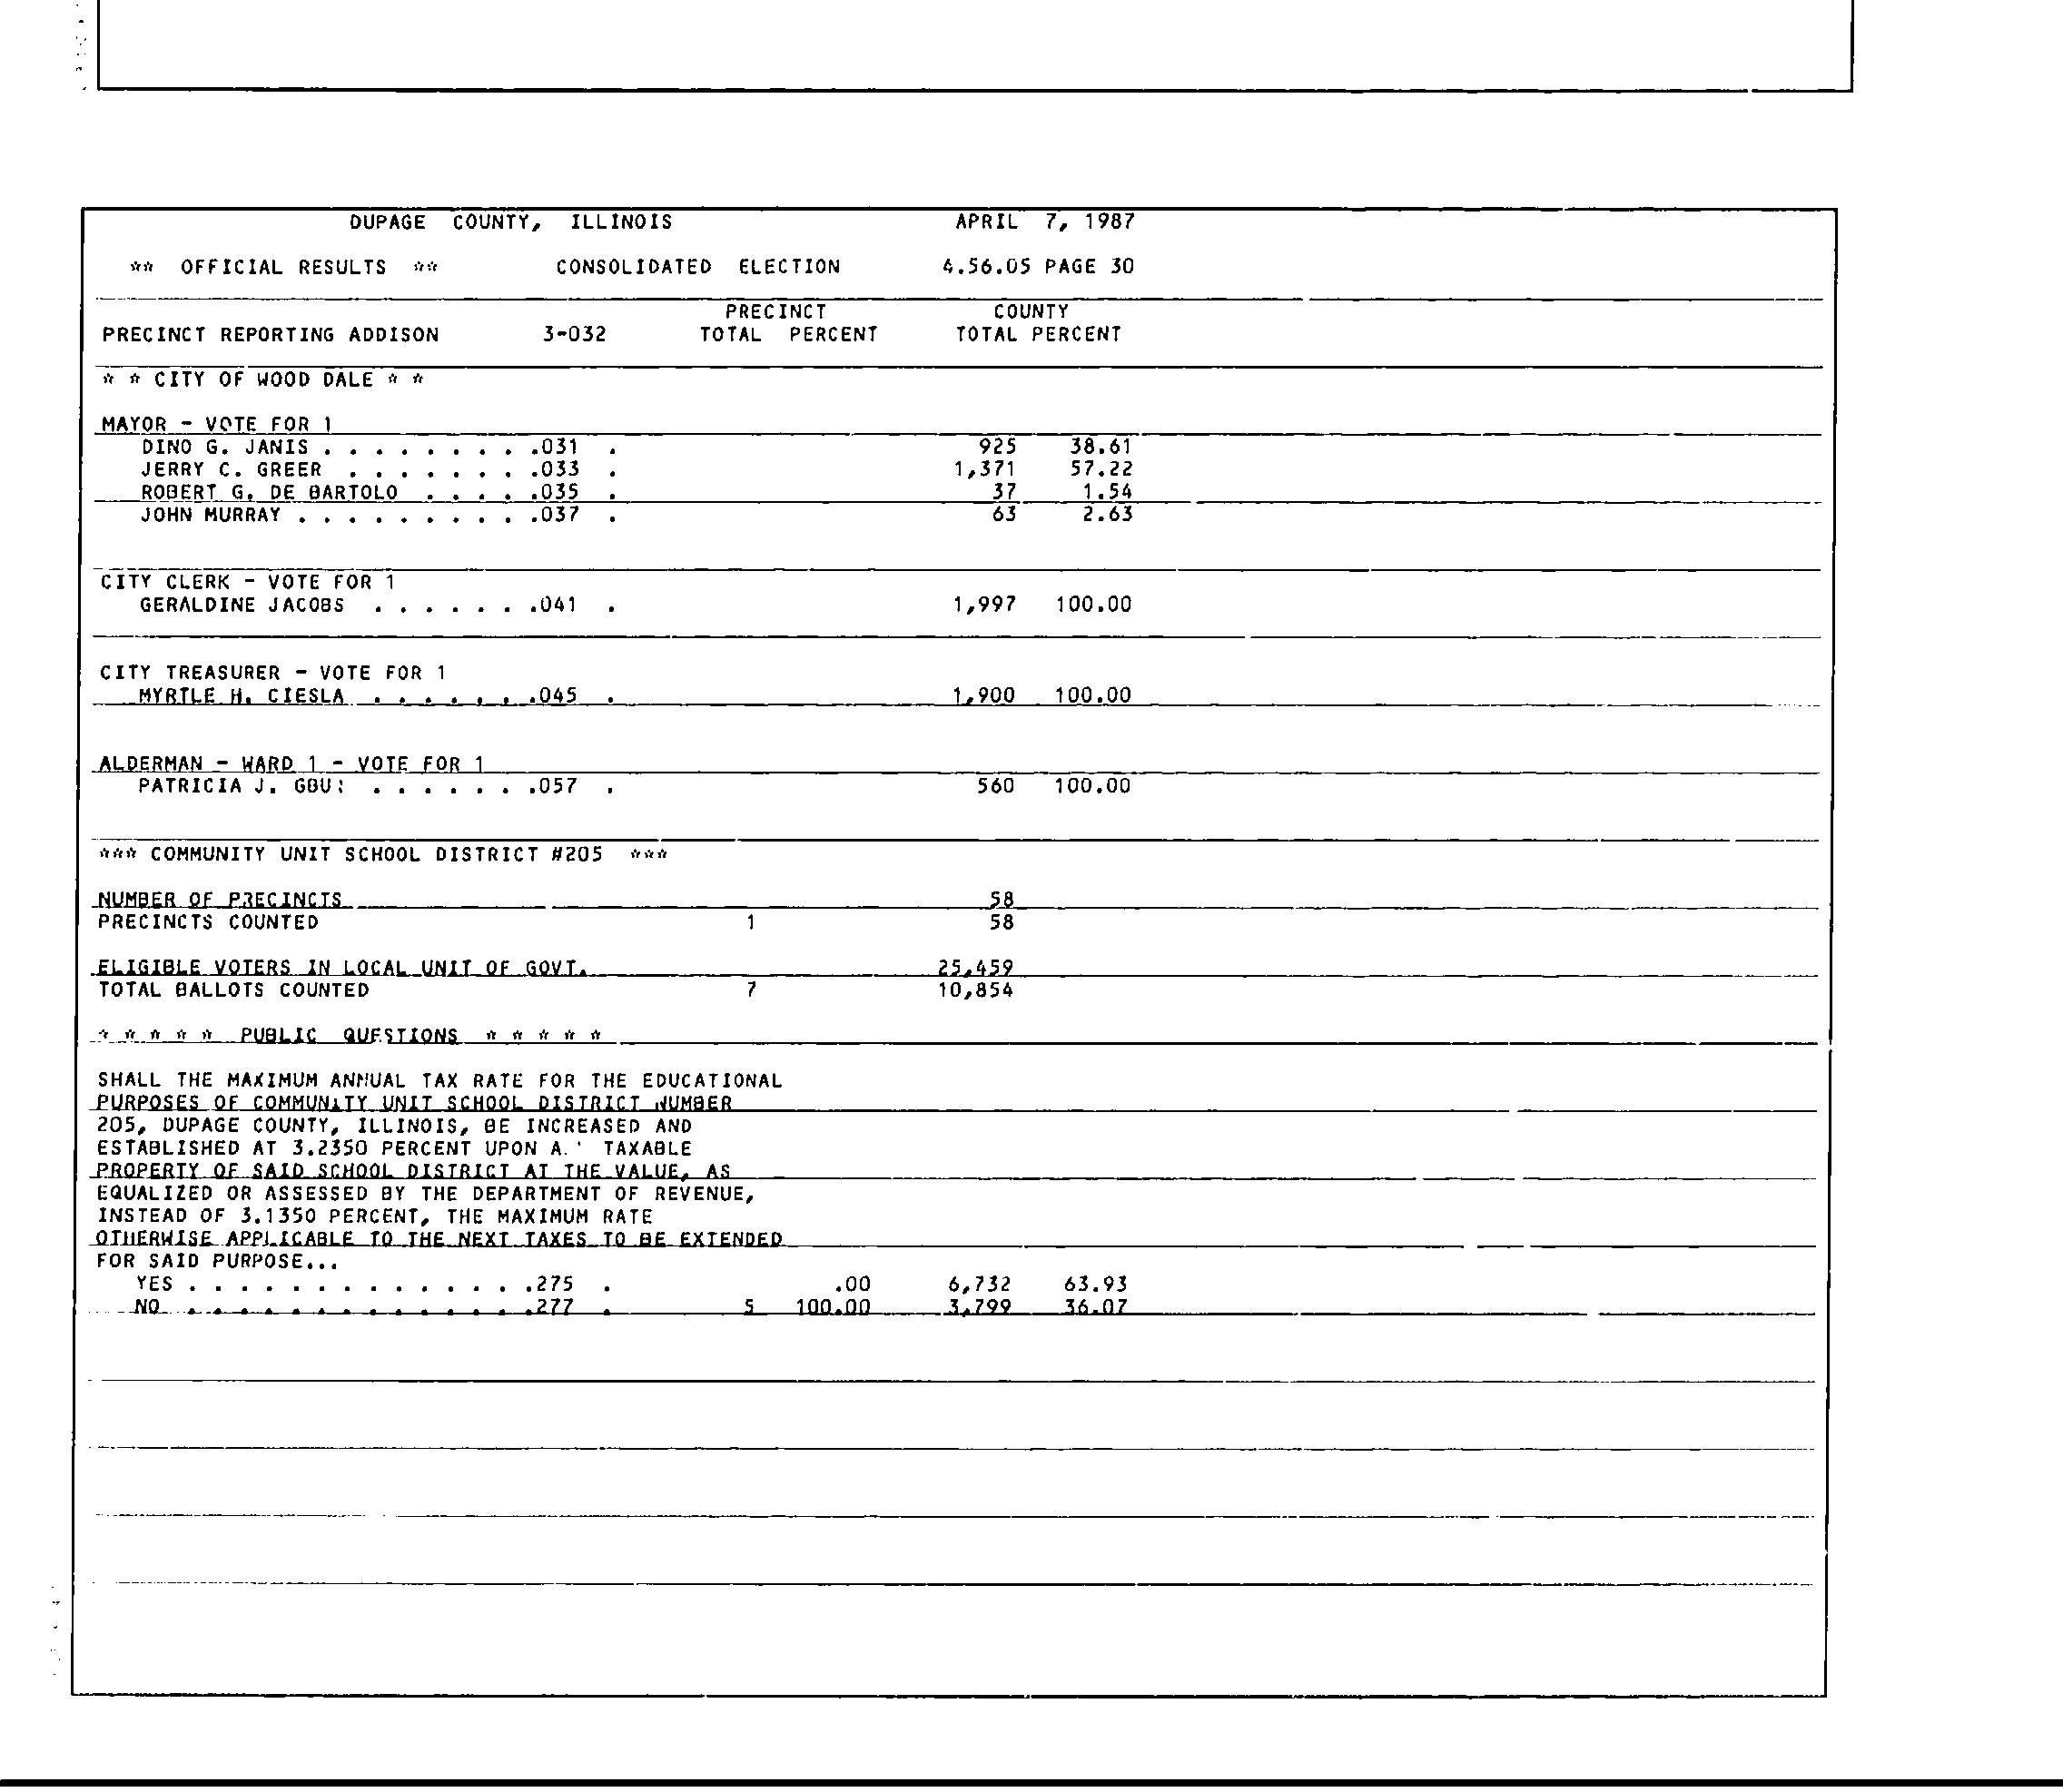 DUPAGE COUNTY, ILLINOIS APRIL 7, 1987
** OFFICIAL RESULTS ** CONSOLIDATED ELECTION 4.56.05 PAGE 30
PRECINCT COUNTY
PRECINCT REPORTING ADDISON 3-032 TOTAL PERCENT TOTAL PERCENT
* * CITY OF WOOD DALE * *
MAYOR - VOTE FOR 1
DINO G. JANIS . . . . . . . . .031 . 925 38.61
JERRY C. GREER . . . . . . . .033 . 1,371 57.22
ROBERT G. DE BARTOLO . . . . .035 . 37 1.54
JOHN MURRAY . . . . . . . . . .037 . 63 2.63
CITY CLERK - VOTE FOR 1
GERALDINE JACOBS . . . . . . .041 . 1,997 100.00
CITY TREASURER - VOTE FOR 1
MYRTLE H. CIESLA . . . . . . .045 . 1,900 100.00
ALDERMAN - WARD 1 - VOTE FOR 1
PATRICIA J. . . . . . . .057 . 560 100.00
*** COMMUNITY UNIT SCHOOL DISTRICT #205 ***
NUMBER OF PRECINCTS 58
PRECINCTS COUNTED 1 58
ELIGIBLE VOTERS IN LOCAL UNIT OF GOVT. 25,459
TOTAL BALLOTS COUNTED 7 10,854
* * * * * PUBLIC QUESTIONS * * * * *
SHALL THE MAXIMUM ANNUAL TAX RATE FOR THE EDUCATIONAL
PURPOSES OF COMMUNITY UNIT SCHOOL DISTRICT NUMBER
205, DUPAGE COUNTY, ILLINOIS, BE INCREASED AND
ESTABLISHED AT 3.2350 PERCENT UPON TAXABLE
PROPERTY OF SAID SCHOOL DISTRICT AT THE VALUE, AS
EQUALIZED OR ASSESSED BY THE DEPARTMENT OF REVENUE,
INSTEAD OF 3.1350 PERCENT, THE MAXIMUM RATE
OTHERWISE APPLICABLE TO THE NEXT TAXES TO BE EXTENDED
FOR SAID PURPOSE...
YES . . . . . . . . . . . . . .275 . .00 6,732 63.93
NO . . . . . . . . . . . . . .277 . 5 100.00 3,799 36.07